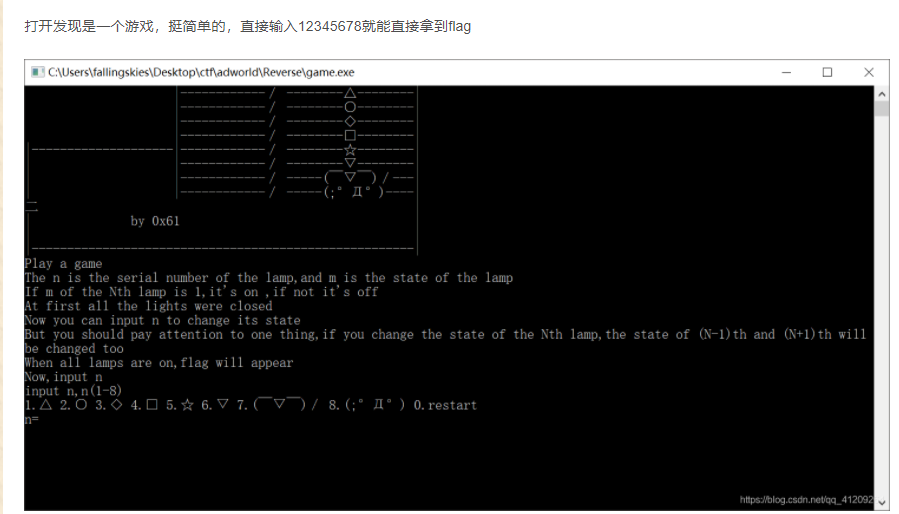 打开发现是一个游戏，挺简单的，直接输入12345678就能直接拿到flag
C:\Users\fallingskies\Desktop\ctf\adworld\Reverse\game.exe
------------ / --------△--------
------------ / --------○--------
------------ / --------◇--------
------------ / --------□--------
|--------------------|------------ / --------☆--------
------------ / --------▽--------
------------ / -----(￣▽￣)/---
------------ / -----(;° Д°)----
二
by 0x61
|------------------------------------------------------|
Play a game
The n is the serial number of the lamp,and m is the state of the lamp
If m of the Nth lamp is 1,it's on ,if not it's off
At first all the lights were closed
Now you can input n to change its state
But you should pay attention to one thing,if you change the state of the Nth lamp,the state of (N-1)th and (N+1)th will
be changed too
When all lamps are on,flag will appear
Now,input n
input n,n(1-8)
1.△ 2.○ 3.◇ 4.□ 5.☆ 6.▽ 7.(￣▽￣)/ 8.(;° Д°) 0.restart
n=
https://blog.csdn.net/qq_412092